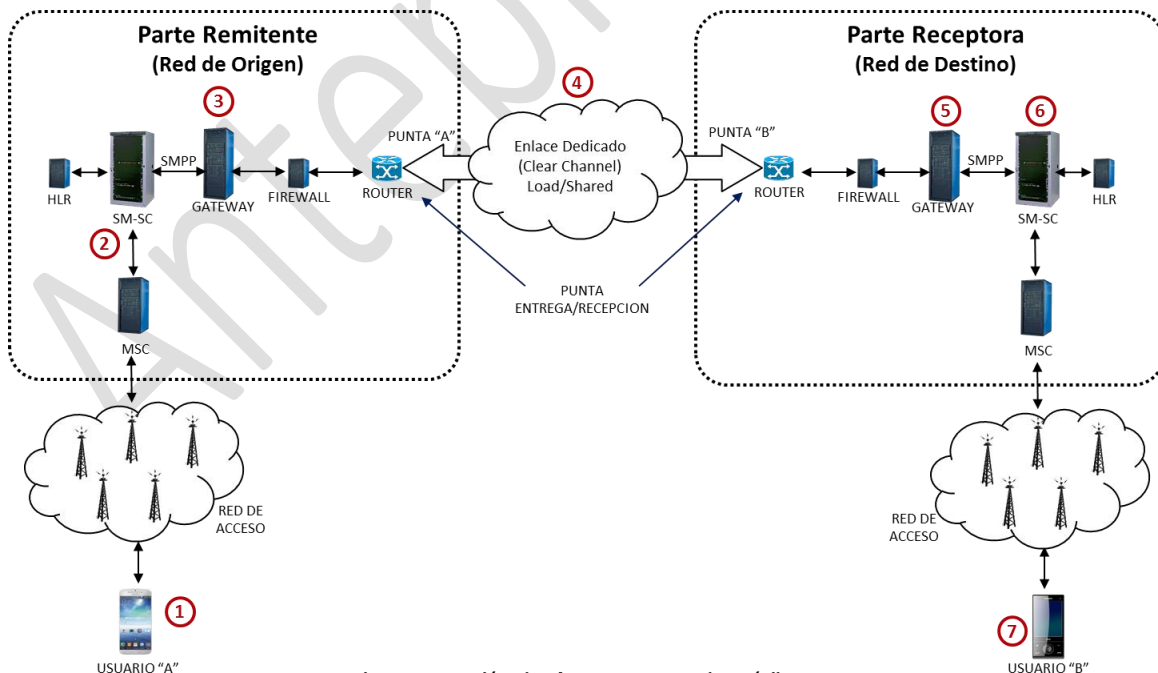 Parte Remitente
(Red de Origen)
3
HLR
SM-SC
SMPP
GATEWAY
FIREWALL
ROUTER
PUNTA “A”
2
MSC
RED DE
ACCESO
1
USUARIO “A”
4
Enlace Dedicado
(Clear Channel)
Load/Shared
PUNTA
ENTREGA/RECEPCION
Parte Receptora
(Red de Destino)
PUNTA “B”
ROUTER
FIREWALL
5
GATEWAY
SMPP
6
SM-SC
HLR
MSC
RED DE
ACCESO
7
USUARIO “B”